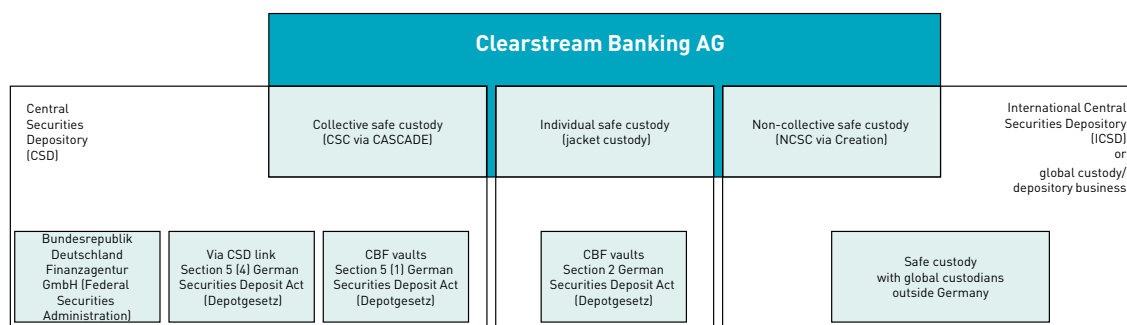 Clearstream Banking AG
Central
Securities
Depository
(CSD)
Collective safe custody
(CSC via CASCADE)
Individual safe custody
(jacket custody)
Non-collective safe custody
(NCSC via Creation)
International Central
Securities Depository
(ICSD)
or
global custody/
depository business
Bundesrepublik
Deutschland
Finanzagentur
GmbH (Federal
Securities
Administration)
Via CSD link
Section 5 (4) German
Securities Deposit Act
(Depotgesetz)
CBF vaults
Section 5 (1) German
Securities Deposit Act
(Depotgesetz)
CBF vaults
Section 2 German
Securities Deposit Act
(Depotgesetz)
Safe custody
with global custodians
outside Germany